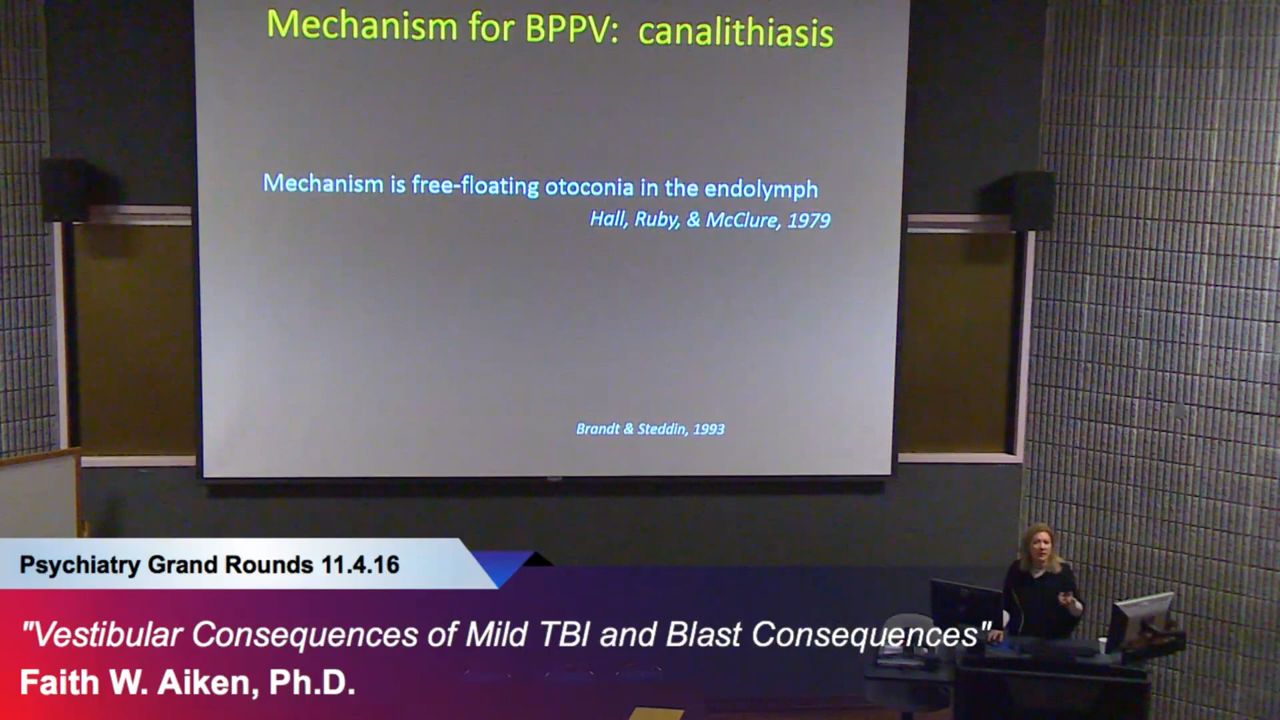 Mechanism for BPPV: canalithiasis
Mechanism is free-floating otoconia in the endolymph
Hall, Ruby, & McClure, 1979
Brandt & Steddin, 1993
Psychiatry Grand Rounds 11.4.16
"Vestibular Consequences of Mild TBI and Blast Consequences"
Faith W. Aiken, Ph.D.